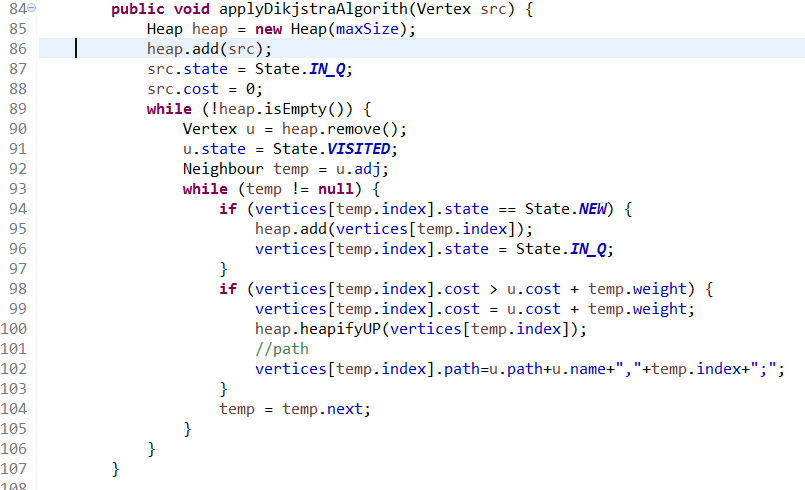 84 public void applyDikjstraAlgorith(Vertex src) {
85 Heap heap = new Heap(maxSize);
86 heap.add(src);
87 src.state = State.IN_Q;
88 src.cost = 0;
89 while (!heap.isEmpty()) {
90 Vertex u = heap.remove();
91 u.state = State.VISITED;
92 Neighbour temp = u.adj;
93 while (temp != null) {
94 if (vertices[temp.index].state == State.NEW) {
95 heap.add(vertices[temp.index]);
96 vertices[temp.index].state = State.IN_Q;
97 }
98 if (vertices[temp.index].cost > u.cost + temp.weight) {
99 vertices[temp.index].cost = u.cost + temp.weight;
100 heap.heapifyUP(vertices[temp.index]);
101 //path
102 vertices[temp.index].path=u.path+u.name+","+temp.index+";";
103 }
104 temp = temp.next;
105 }
106 }
107 }
108